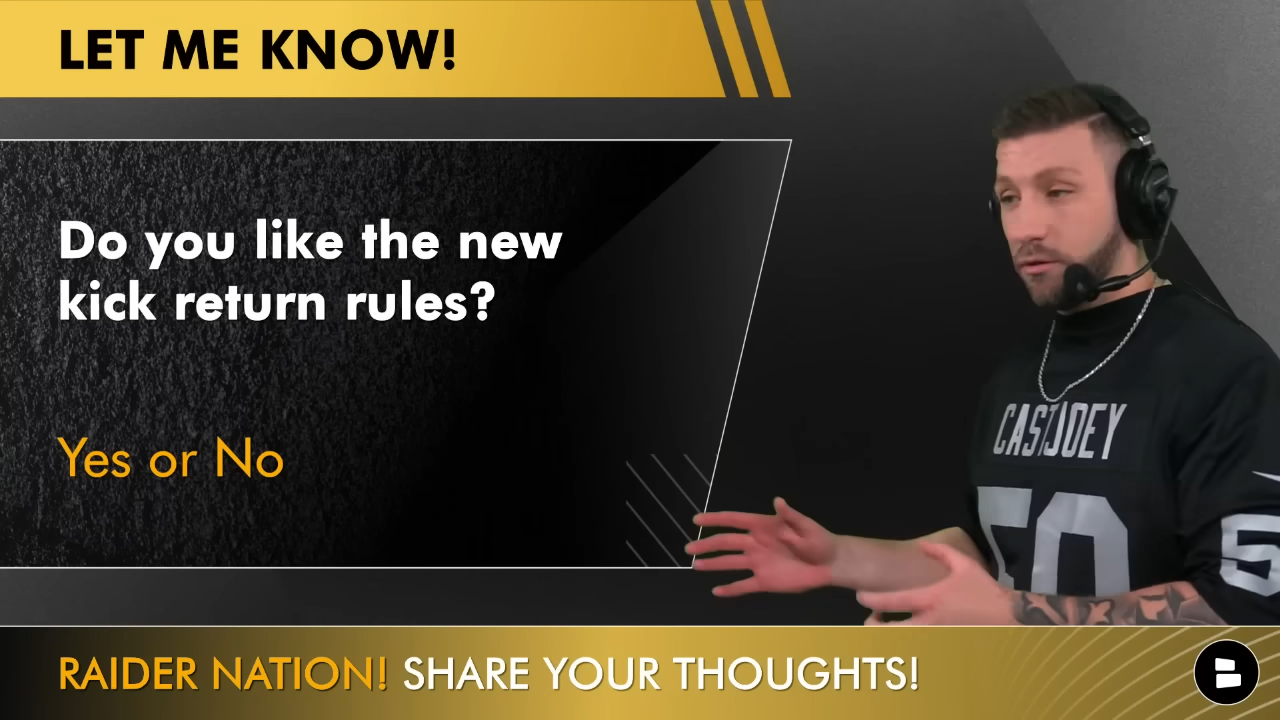 LET ME KNOW!
Do you like the new
kick return rules?
Yes or No
CASTJOEY
50
5
RAIDER NATION! SHARE YOUR THOUGHTS!